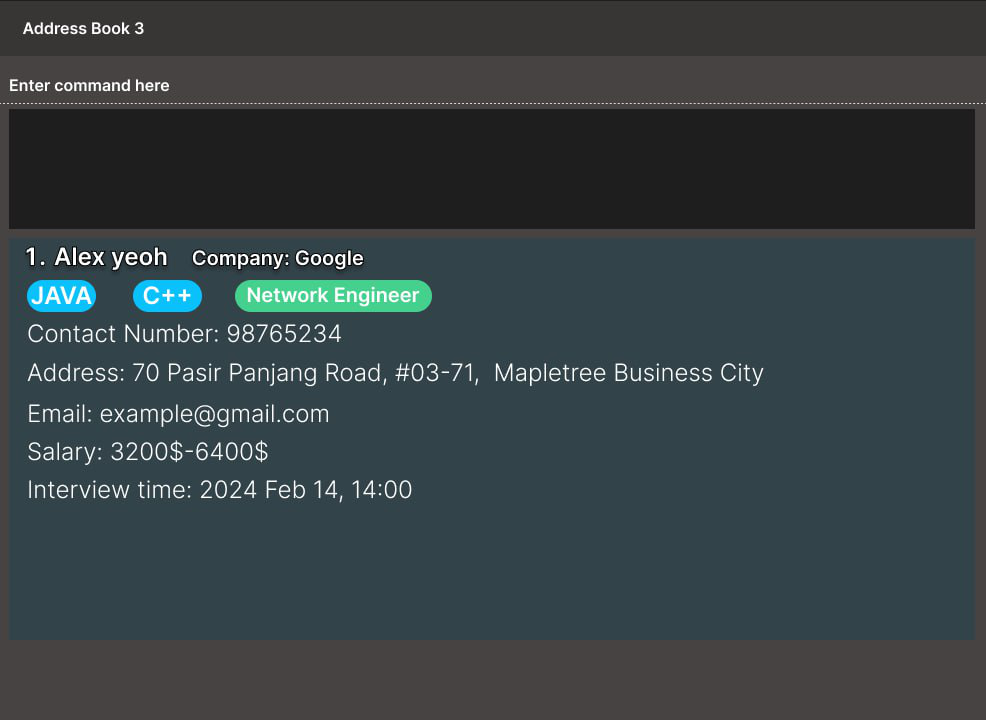 Address Book 3
Enter command here
1. Alex yeoh Company: Google
JAVA C++ Network Engineer
Contact Number: 98765234
Address: 70 Pasir Panjang Road, #03-71, Mapletree Business City
Email: example@gmail.com
Salary: 3200$-6400$
Interview time: 2024 Feb 14, 14:00